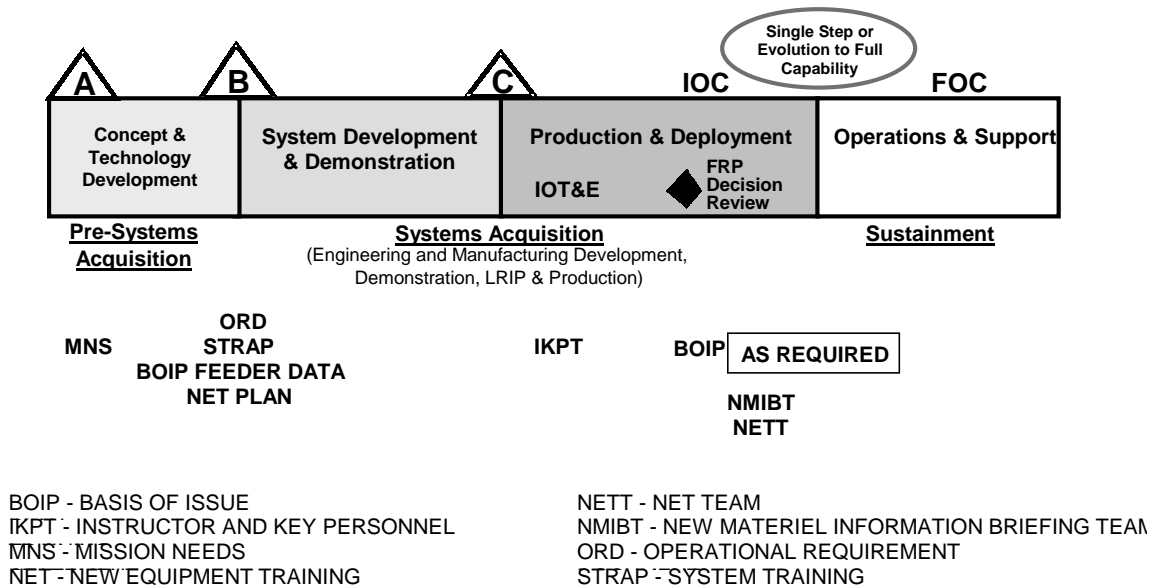 Single Step or
Evolution to Full
Capability
A
B
C
IOC
FOC
Concept &
Technology
Development
System Development
& Demonstration
Production & Deployment
IOT&E
FRP
Decision
Review
Operations & Support
Pre-Systems
Acquisition
Systems Acquisition
(Engineering and Manufacturing Development,
Demonstration, LRIP & Production)
Sustainment
MNS
ORD
STRAP
BOIP FEEDER DATA
NET PLAN
IKPT
BOIP
AS REQUIRED
NMIBT
NETT
BOIP - BASIS OF ISSUE
IKPT - INSTRUCTOR AND KEY PERSONNEL
MNS - MISSION NEEDS
NET - NEW EQUIPMENT TRAINING
NETT - NET TEAM
NMIBT - NEW MATERIEL INFORMATION BRIEFING TEAM
ORD - OPERATIONAL REQUIREMENT
STRAP - SYSTEM TRAINING